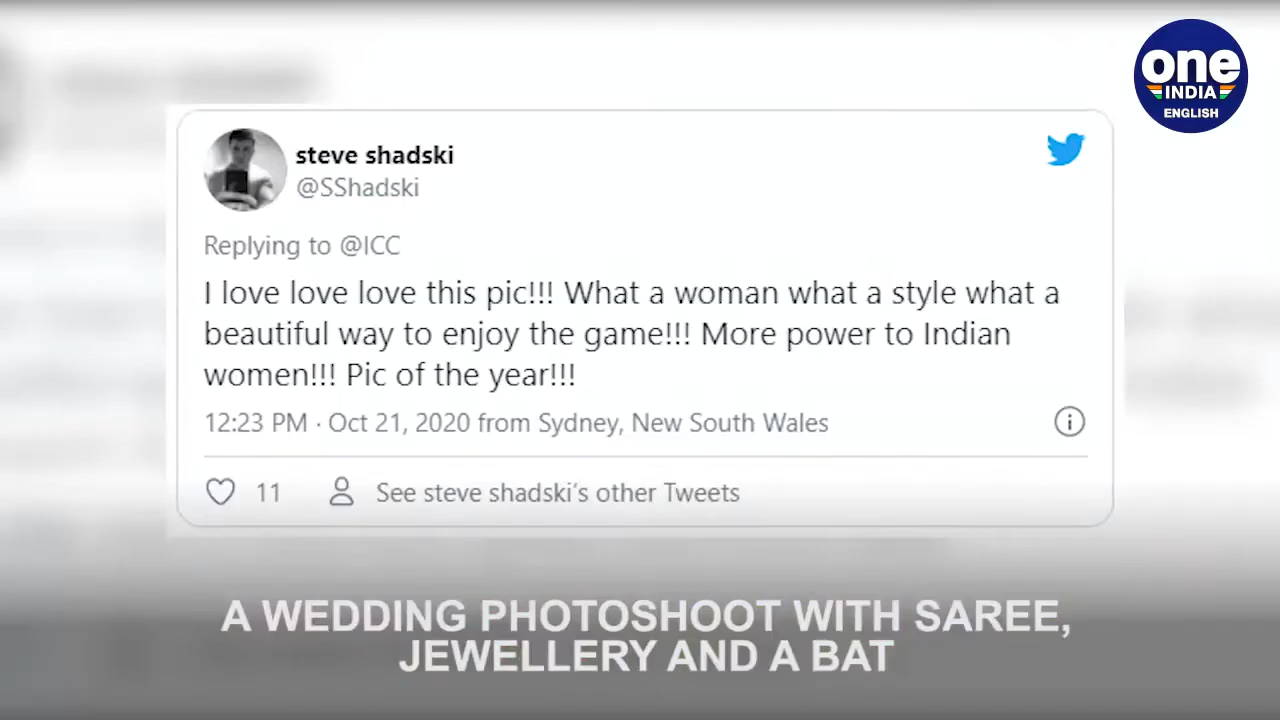 one
INDIA
ENGLISH
steve shadski
@SShadski
Replying to @ICC
I love love love this pic!!! What a woman what a style what a
beautiful way to enjoy the game!!! More power to Indian
women!!! Pic of the year!!!
12:23 PM · Oct 21, 2020 from Sydney, New South Wales
11 See steve shadski's other Tweets
A WEDDING PHOTOSHOOT WITH SAREE,
JEWELLERY AND A BAT